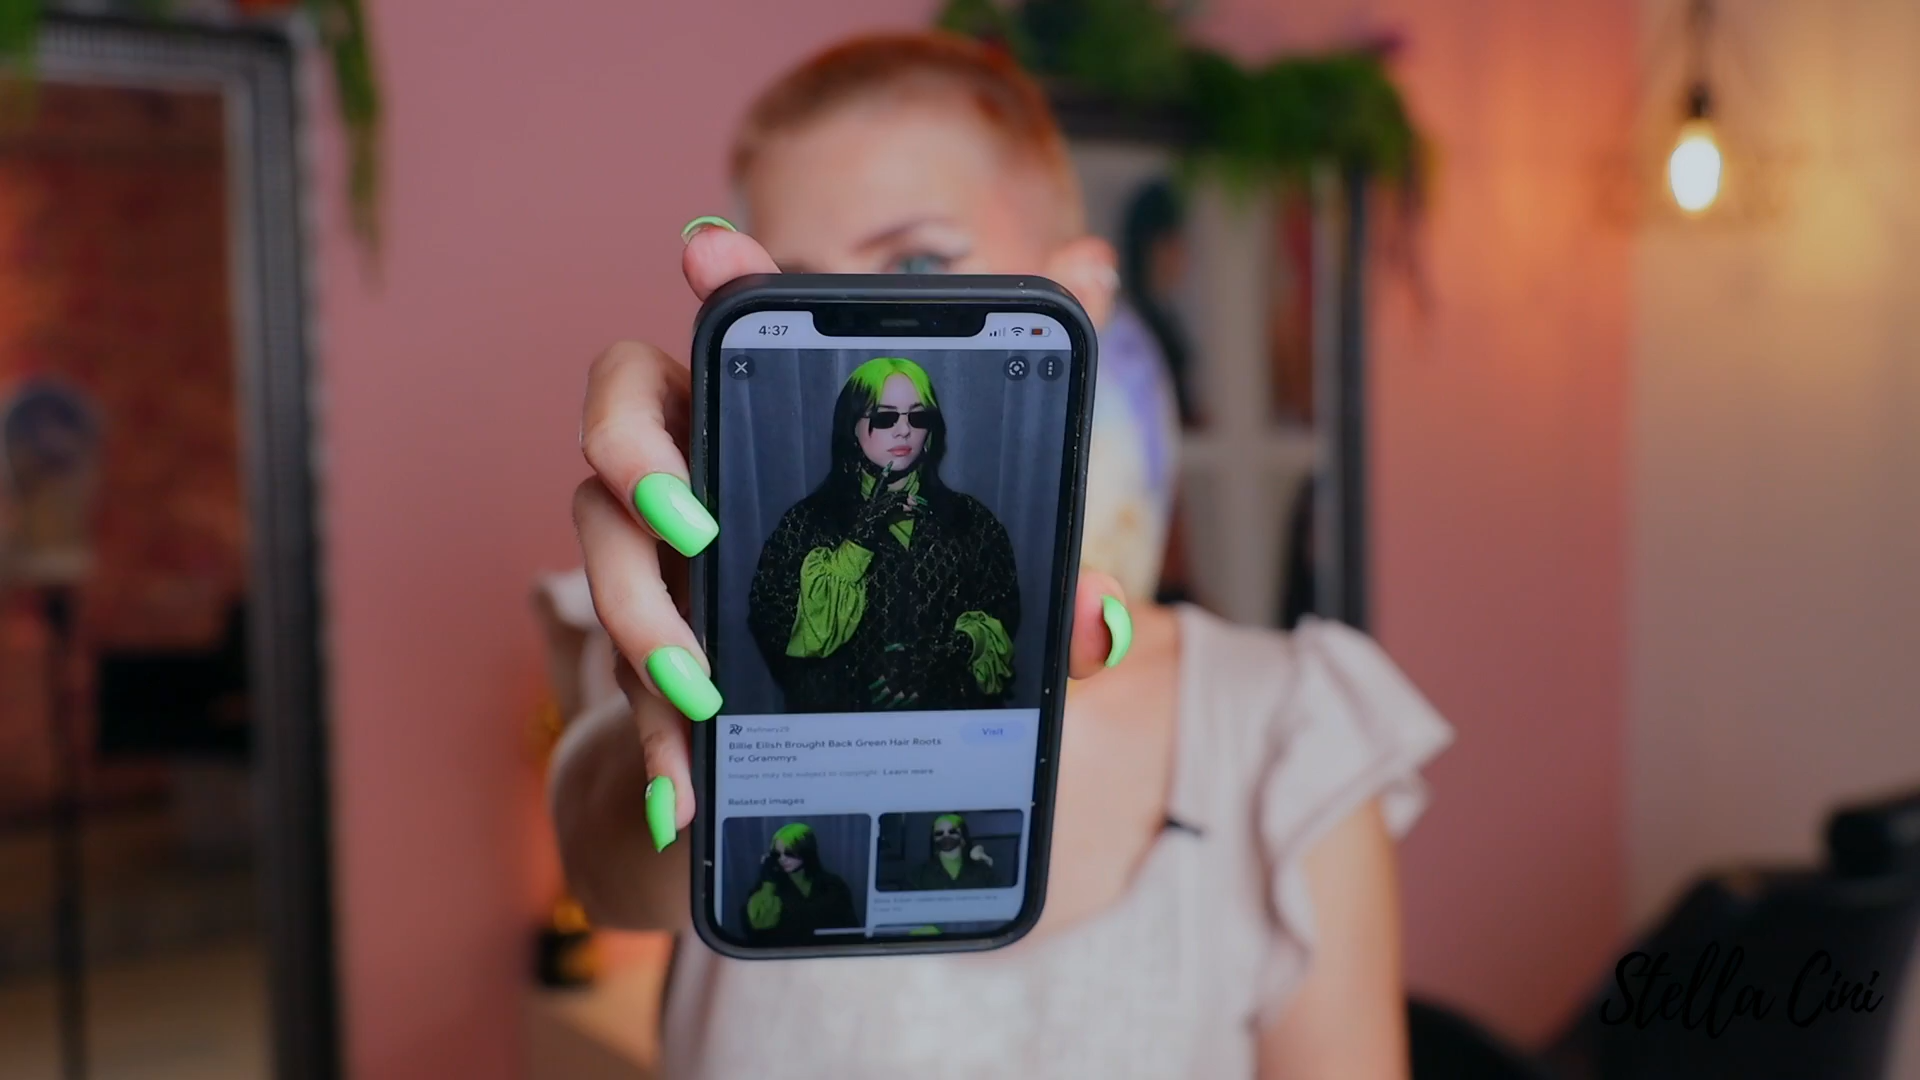 4:37
Refinery29
Visit
Billie Eilish Brought Back Green Hair Roots
For Grammys
Images may be subject to copyright. Learn more
Related images
Stella Cini